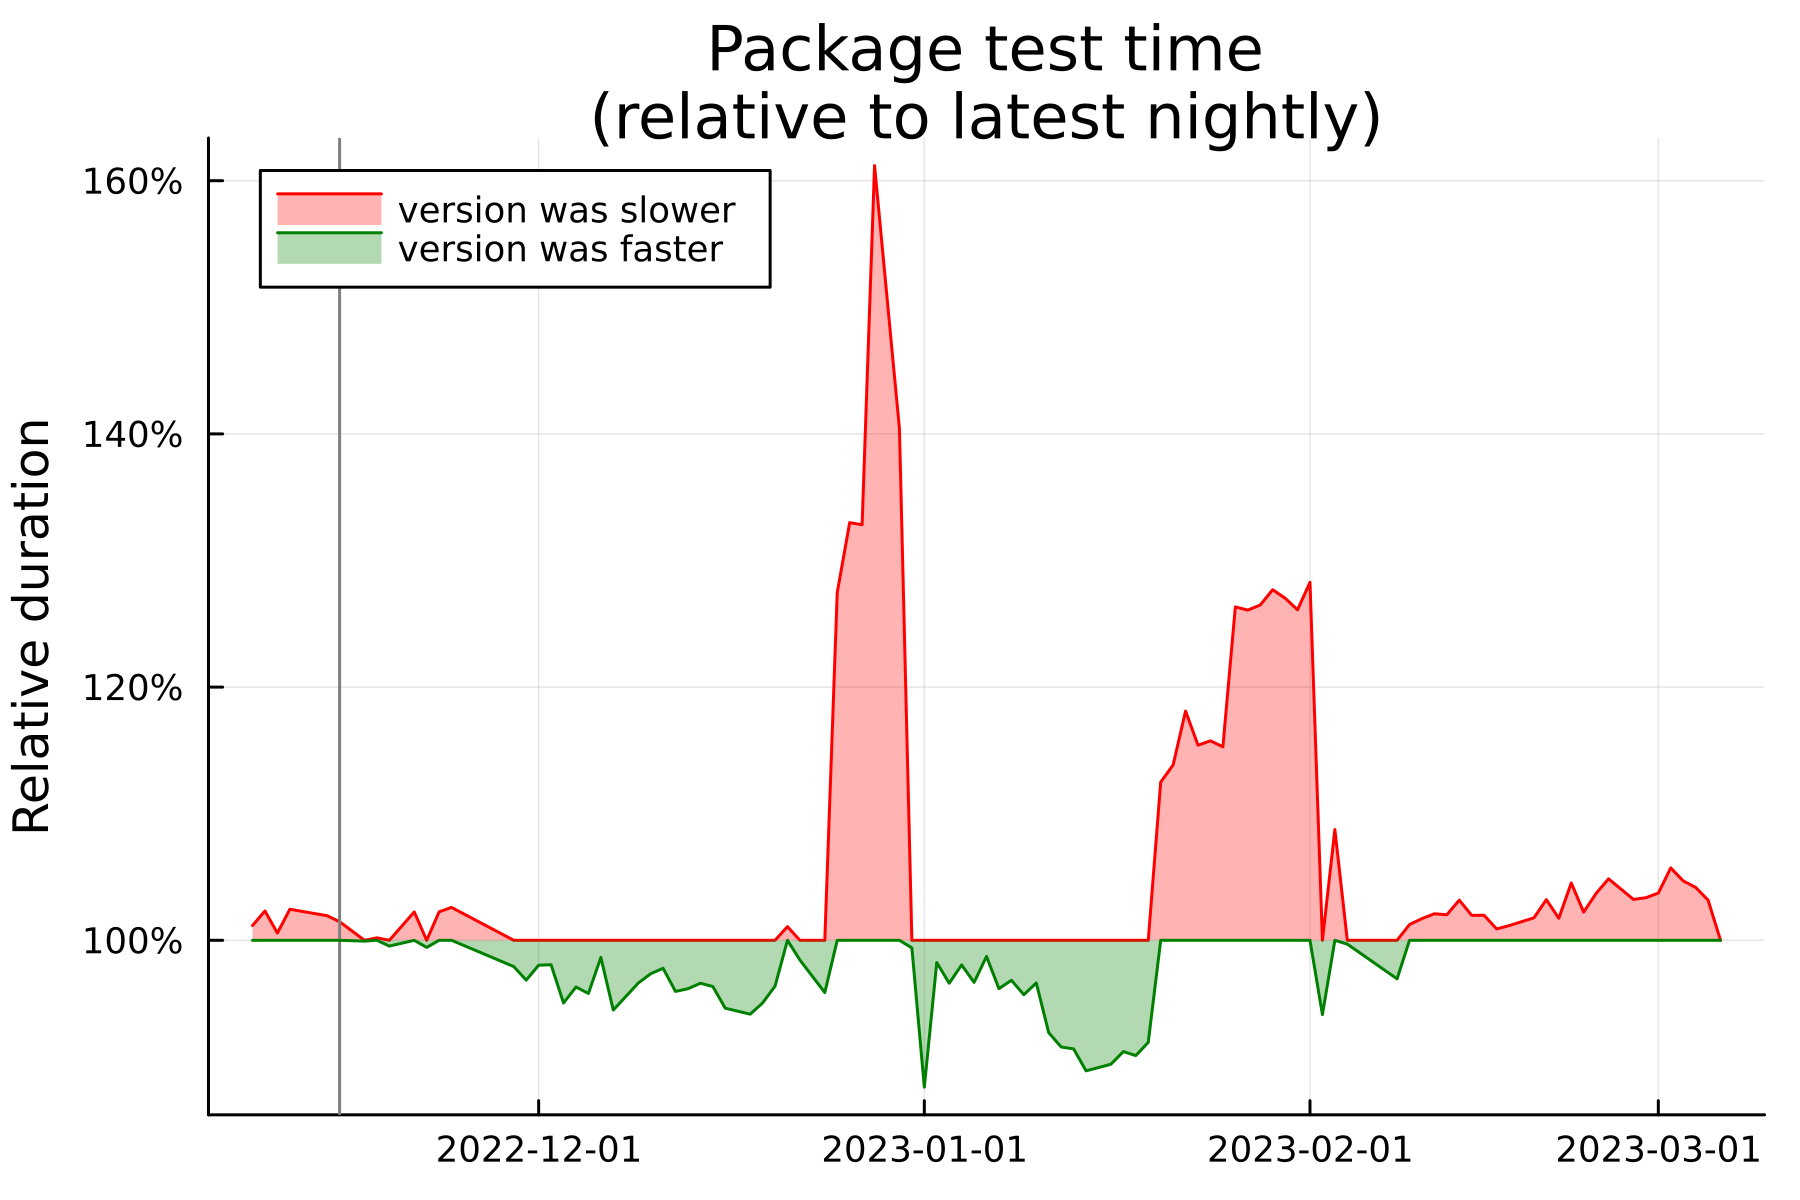 Package test time
(relative to latest nightly)
160%
140%
120%
100%
Relative duration
version was slower
version was faster
2022-12-01
2023-01-01
2023-02-01
2023-03-01